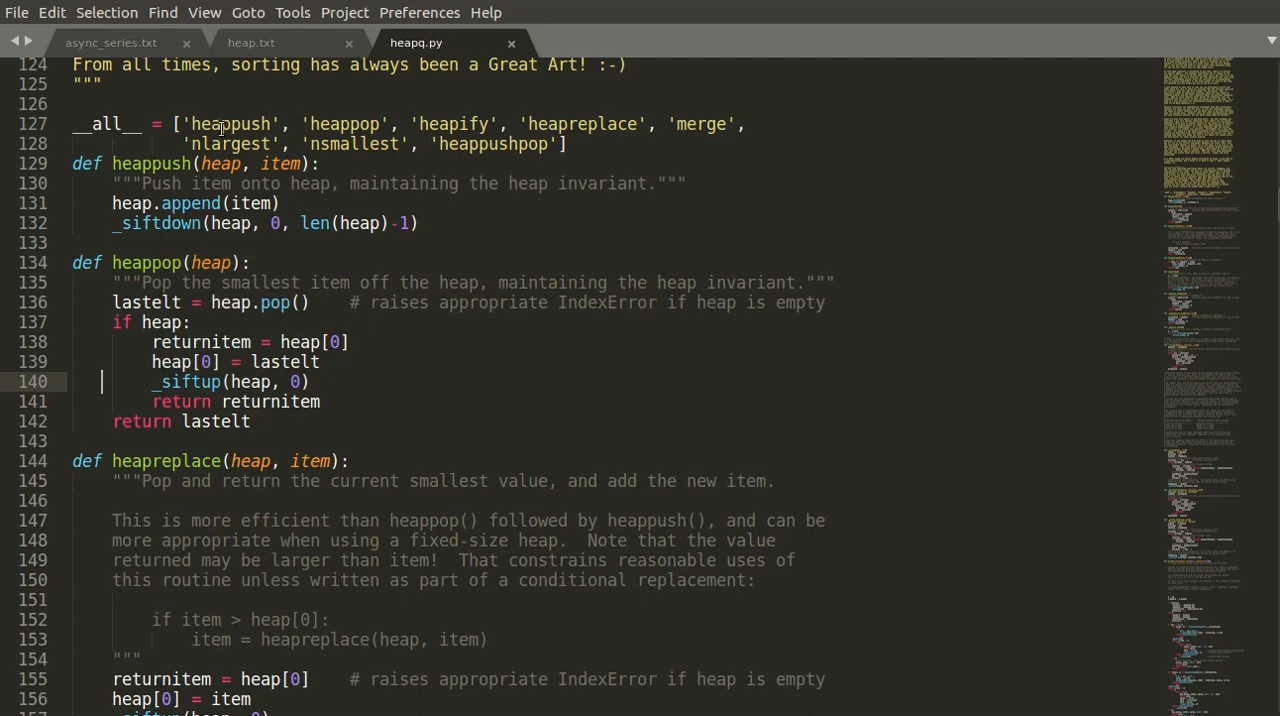 File Edit Selection Find View Goto Tools Project Preferences Help
async_series.txt × heap.txt × heapq.py ×
124 From all times, sorting has always been a Great Art! :-)
125 """
126
127 __all__ = ['heappush', 'heappop', 'heapify', 'heapreplace', 'merge',
128            'nlargest', 'nsmallest', 'heappushpop']
129 def heappush(heap, item):
130     """Push item onto heap, maintaining the heap invariant."""
131     heap.append(item)
132     _siftdown(heap, 0, len(heap)-1)
133
134 def heappop(heap):
135     """Pop the smallest item off the heap, maintaining the heap invariant."""
136     lastelt = heap.pop()    # raises appropriate IndexError if heap is empty
137     if heap:
138         returnitem = heap[0]
139         heap[0] = lastelt
140         _siftup(heap, 0)
141         return returnitem
142     return lastelt
143
144 def heapreplace(heap, item):
145     """Pop and return the current smallest value, and add the new item.
146
147     This is more efficient than heappop() followed by heappush(), and can be
148     more appropriate when using a fixed-size heap.  Note that the value
149     returned may be larger than item!  That constrains reasonable uses of
150     this routine unless written as part of a conditional replacement:
151
152         if item > heap[0]:
153             item = heapreplace(heap, item)
154     """
155     returnitem = heap[0]    # raises appropriate IndexError if heap is empty
156     heap[0] = item
157     _siftup(heap, 0)